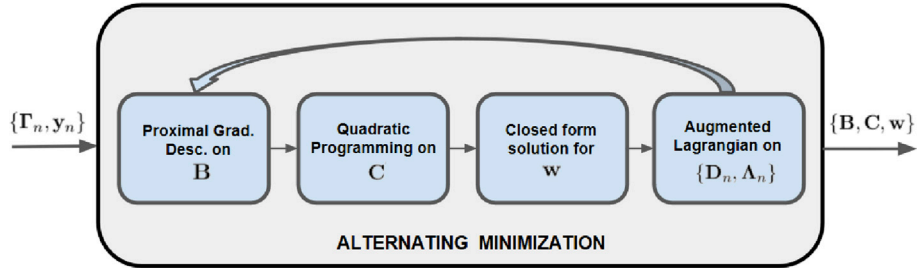 {Γₙ, yₙ}
Proximal Grad.
Desc. on
B
Quadratic
Programming on
C
Closed form
solution for
w
Augmented
Lagrangian on
{Dₙ, Λₙ}
{B, C, w}
ALTERNATING MINIMIZATION